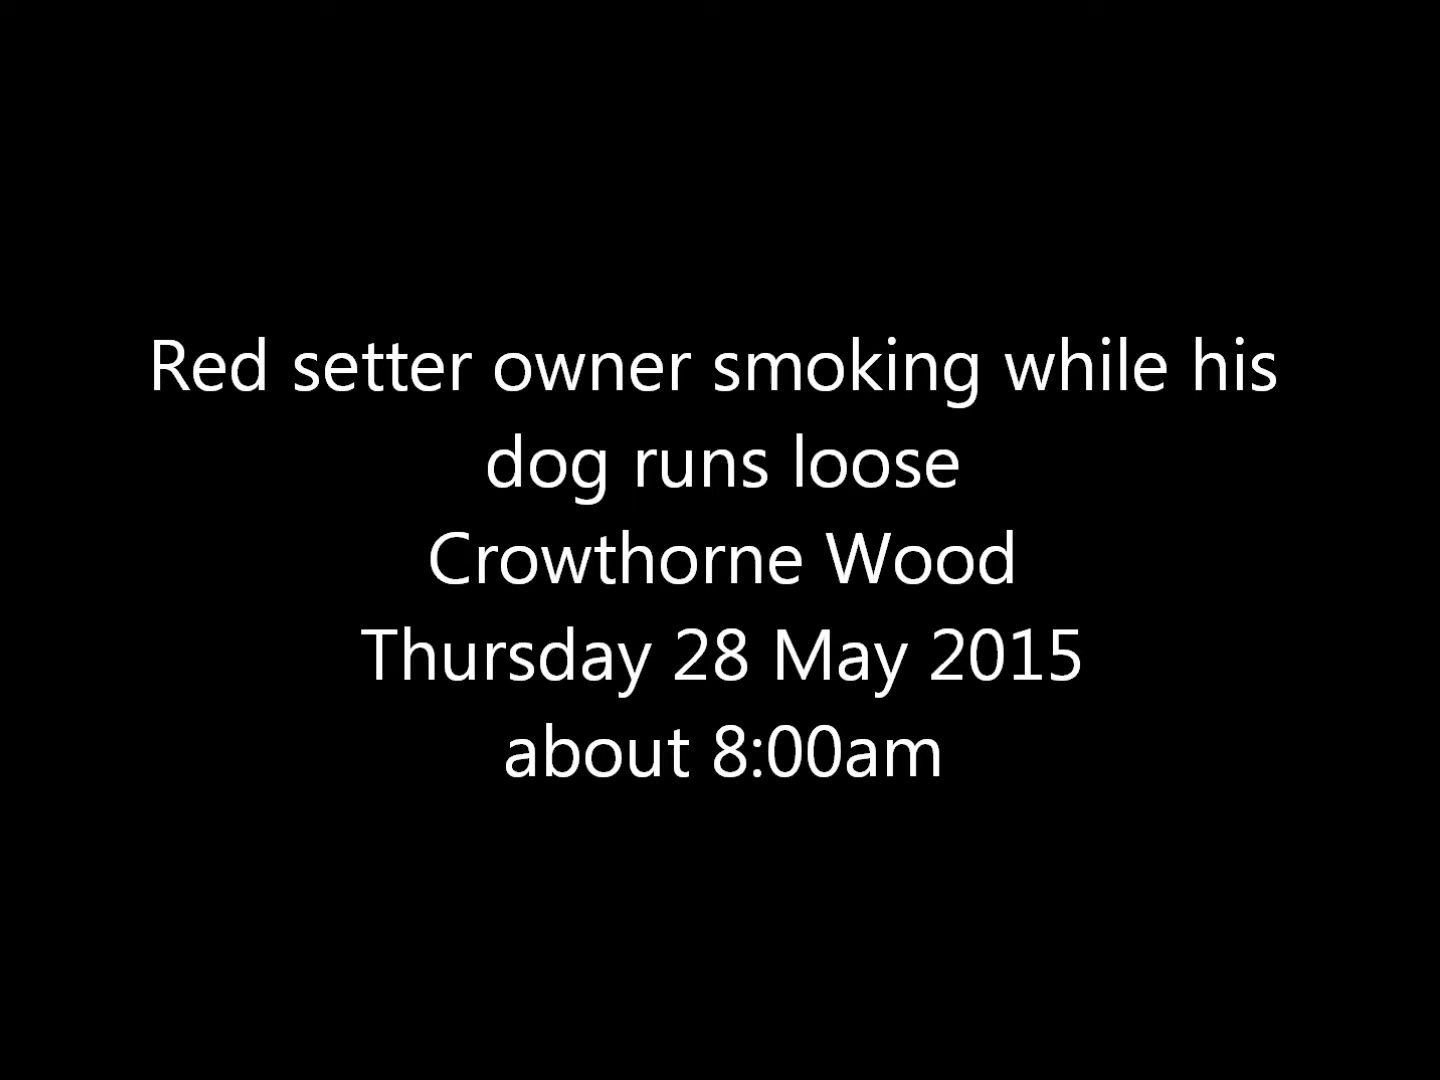 Red setter owner smoking while his
dog runs loose
Crowthorne Wood
Thursday 28 May 2015
about 8:00am